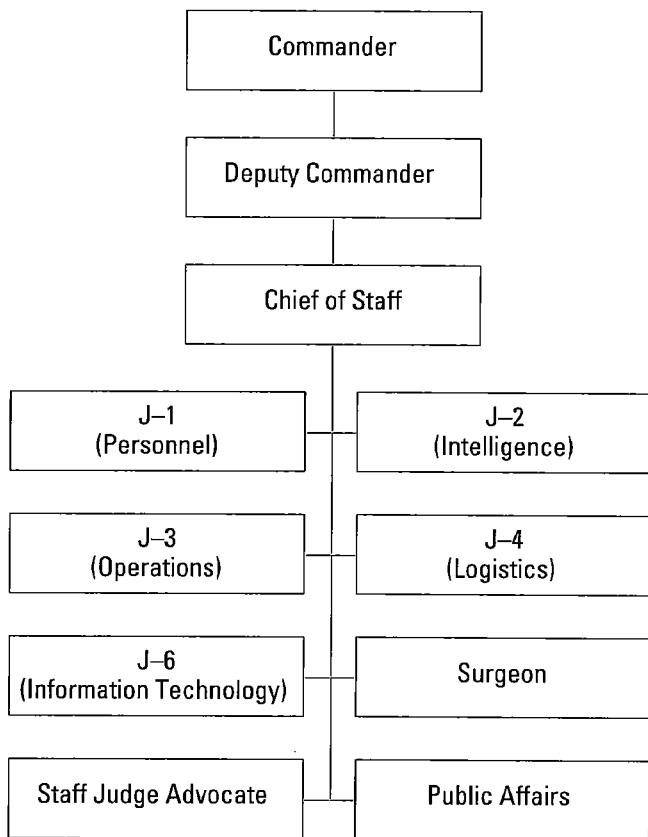 Commander
Deputy Commander
Chief of Staff
J–1
(Personnel)
J–2
(Intelligence)
J–3
(Operations)
J–4
(Logistics)
J–6
(Information Technology)
Surgeon
Staff Judge Advocate
Public Affairs